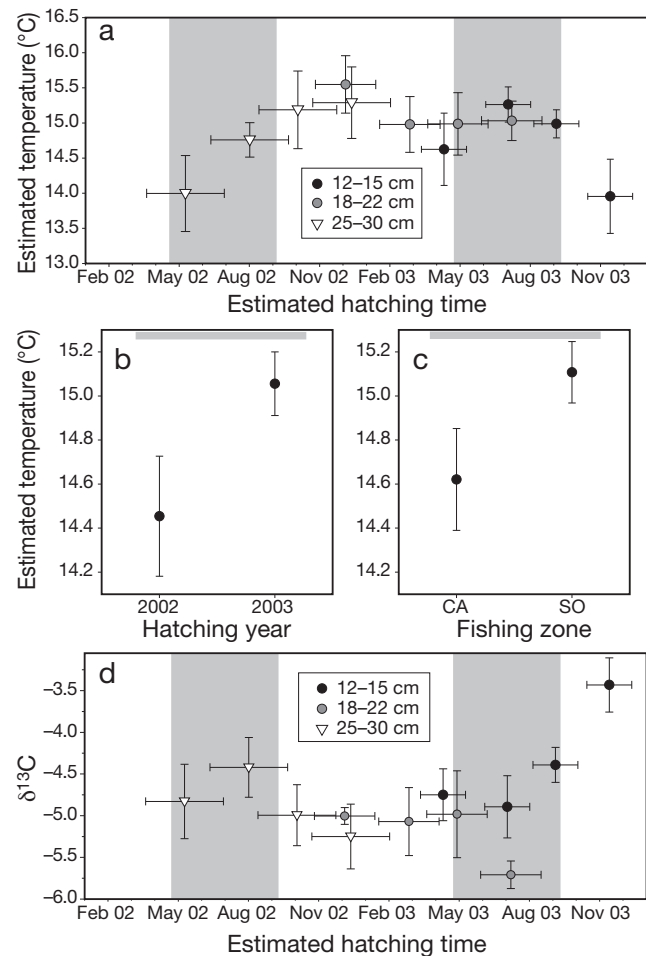 a
Estimated temperature (°C)
16.5
16.0
15.5
15.0
14.5
14.0
13.5
13.0
12–15 cm
18–22 cm
25–30 cm
Feb 02 May 02 Aug 02 Nov 02 Feb 03 May 03 Aug 03 Nov 03
Estimated hatching time
b
Estimated temperature (°C)
15.2
15.0
14.8
14.6
14.4
14.2
2002 2003
Hatching year
c
15.2
15.0
14.8
14.6
14.4
14.2
CA SO
Fishing zone
d
δ13C
–3.5
–4.0
–4.5
–5.0
–5.5
–6.0
12–15 cm
18–22 cm
25–30 cm
Feb 02 May 02 Aug 02 Nov 02 Feb 03 May 03 Aug 03 Nov 03
Estimated hatching time